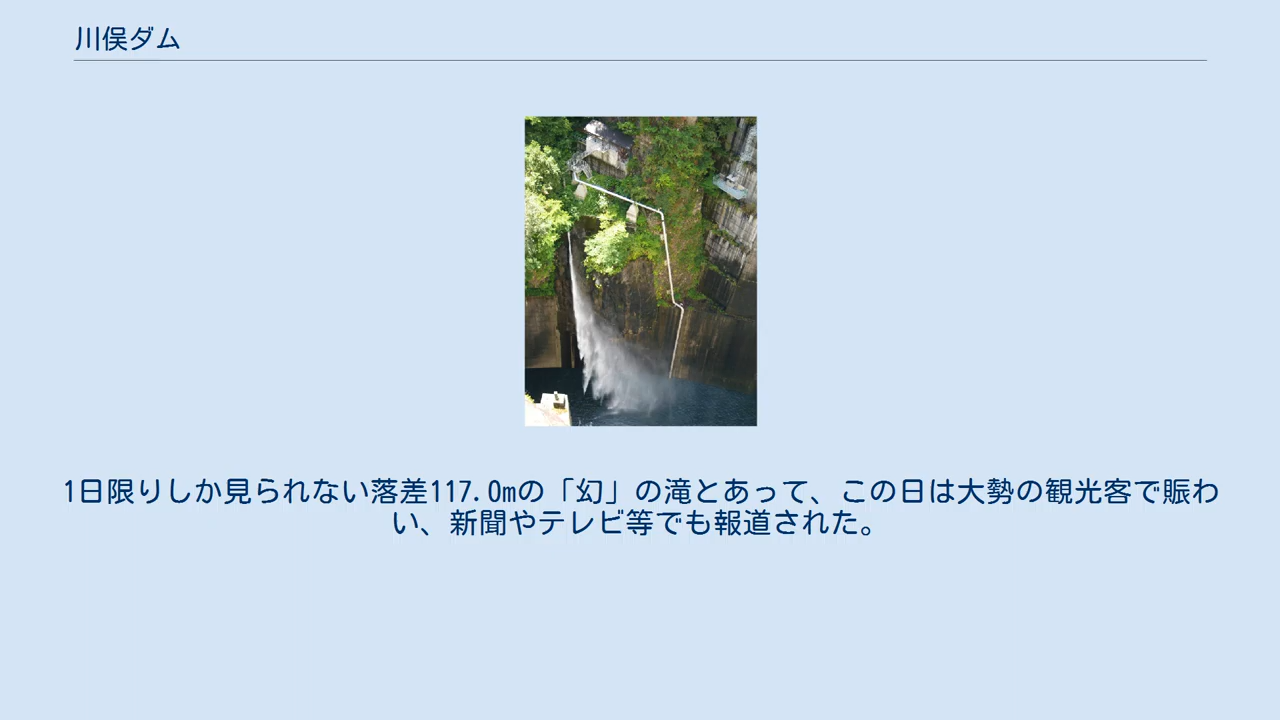 川俣ダム
1日限りしか見られない落差117.0mの「幻」の滝とあって、この日は大勢の観光客で賑わ
い、新聞やテレビ等でも報道された。